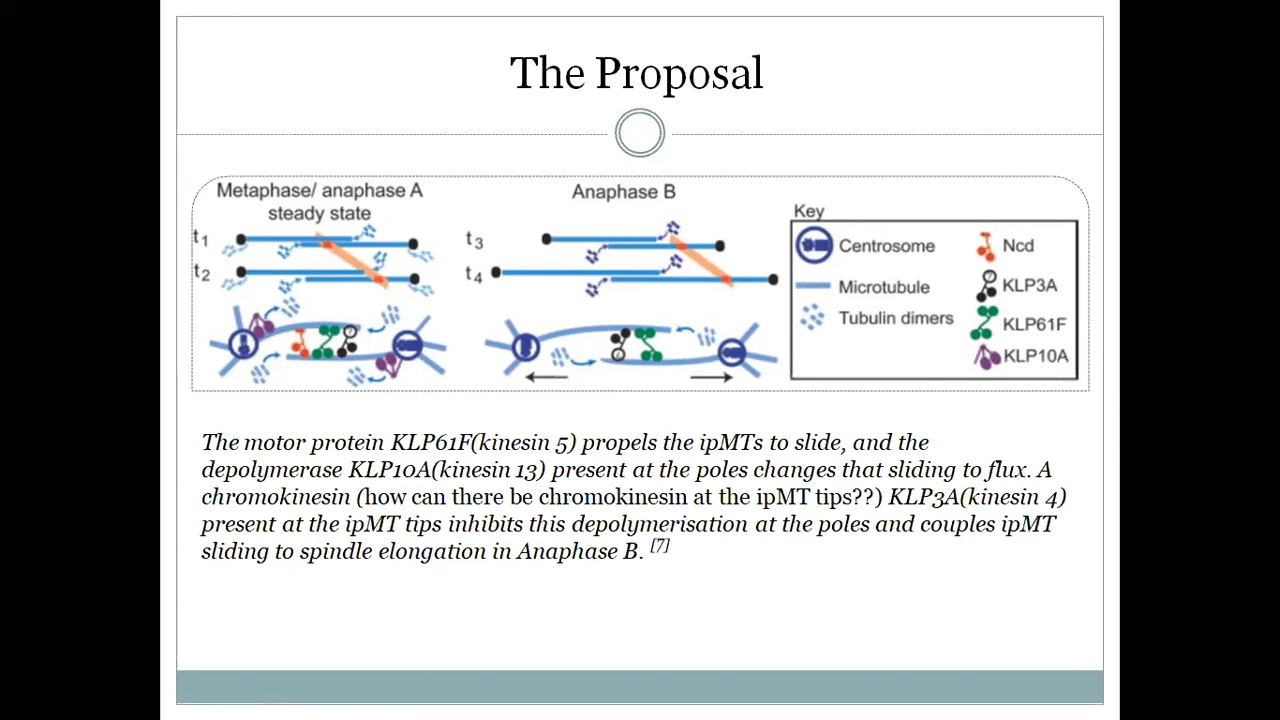 The Proposal
Metaphase/ anaphase A
steady state
t1
t2
Anaphase B
t3
t4
Key
Centrosome
Microtubule
Tubulin dimers
Ncd
KLP3A
?
KLP61F
KLP10A
?
?
The motor protein KLP61F(kinesin 5) propels the ipMTs to slide, and the
depolymerase KLP10A(kinesin 13) present at the poles changes that sliding to flux. A
chromokinesin (how can there be chromokinesin at the ipMT tips??) KLP3A(kinesin 4)
present at the ipMT tips inhibits this depolymerisation at the poles and couples ipMT
sliding to spindle elongation in Anaphase B. [7]